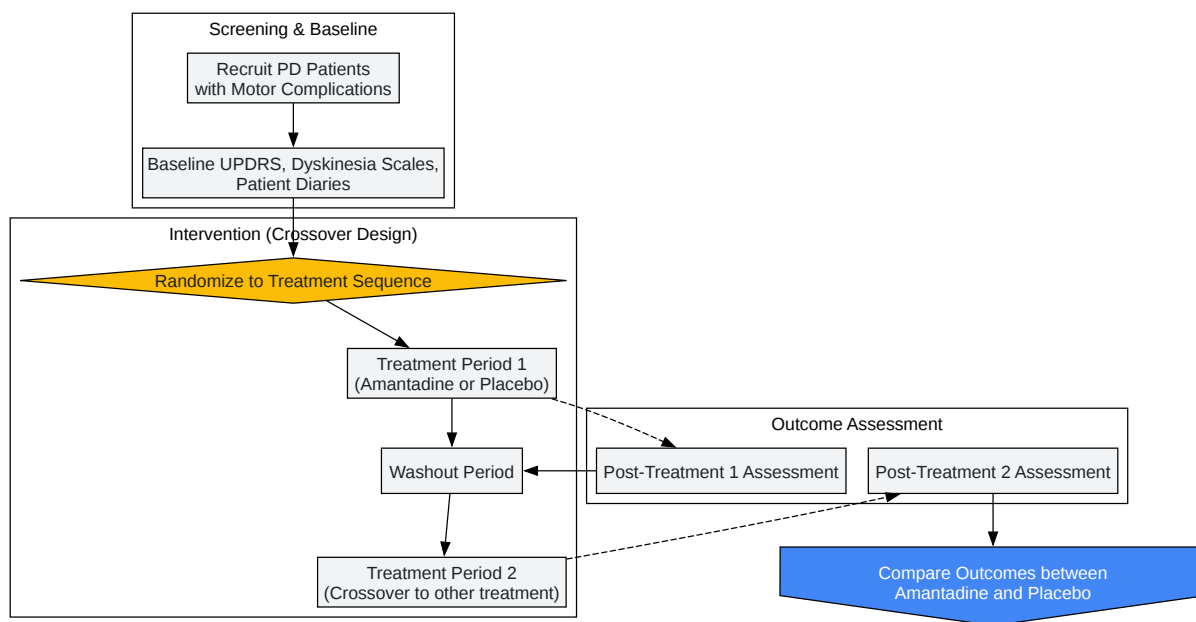 Screening & Baseline
Recruit PD Patients
with Motor Complications
Baseline UPDRS, Dyskinesia Scales,
Patient Diaries
Intervention (Crossover Design)
Randomize to Treatment Sequence
Treatment Period 1
(Amantadine or Placebo)
Outcome Assessment
Washout Period
Post-Treatment 1 Assessment
Post-Treatment 2 Assessment
Treatment Period 2
(Crossover to other treatment)
Compare Outcomes between
Amantadine and Placebo